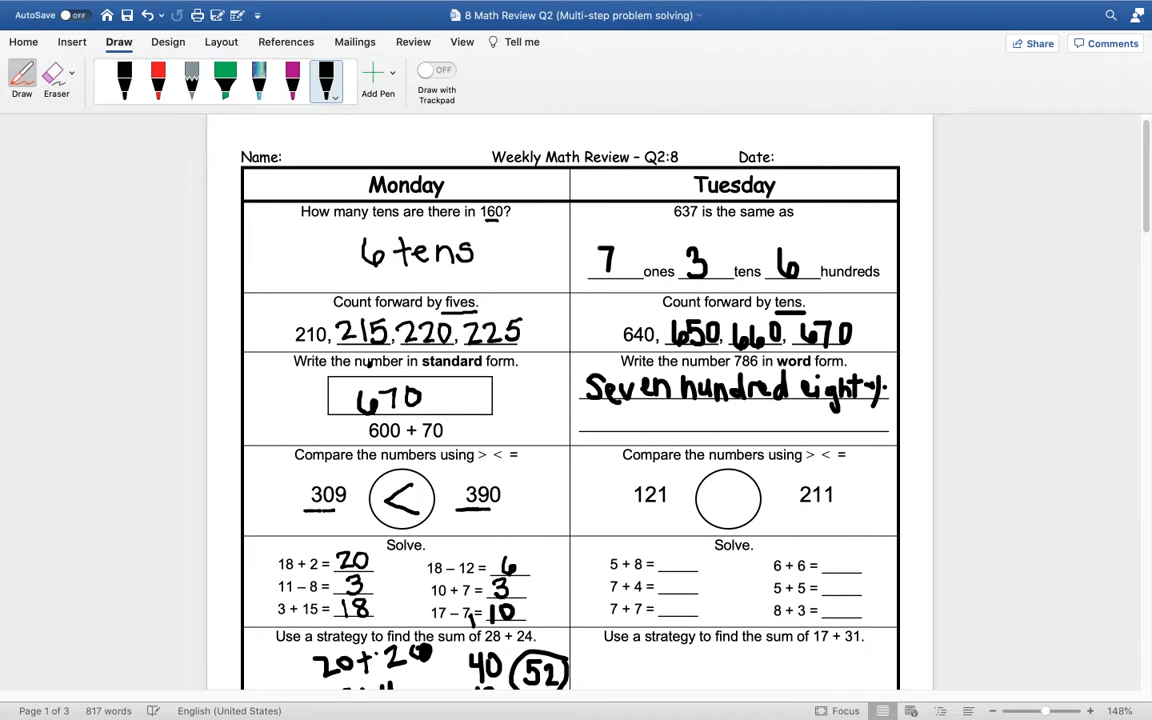 AutoSave OFF 8 Math Review Q2 (Multi-step problem solving)
Home Insert Draw Design Layout References Mailings Review View Tell me Share Comments
OFF
Draw Eraser Add Pen Draw with Trackpad
Name: Weekly Math Review – Q2:8 Date:
Monday Tuesday
How many tens are there in 160? 637 is the same as
6 tens 7 ones 3 tens 6 hundreds
Count forward by fives. Count forward by tens.
210, 215, 220, 225 640, 650, 660, 670
Write the number in standard form. Write the number 786 in word form.
670 Seven hundred eighty
600 + 70
Compare the numbers using > < = Compare the numbers using > < =
309 < 390 121 211
Solve. Solve.
18 + 2 = 20 18 – 12 = 6 5 + 8 = 6 + 6 =
11 – 8 = 3 10 + 7 = 3 7 + 4 = 5 + 5 =
3 + 15 = 18 17 – 7 = 10 7 + 7 = 8 + 3 =
Use a strategy to find the sum of 28 + 24. Use a strategy to find the sum of 17 + 31.
20 + 20 40 52
Page 1 of 3 817 words English (United States) Focus 148%